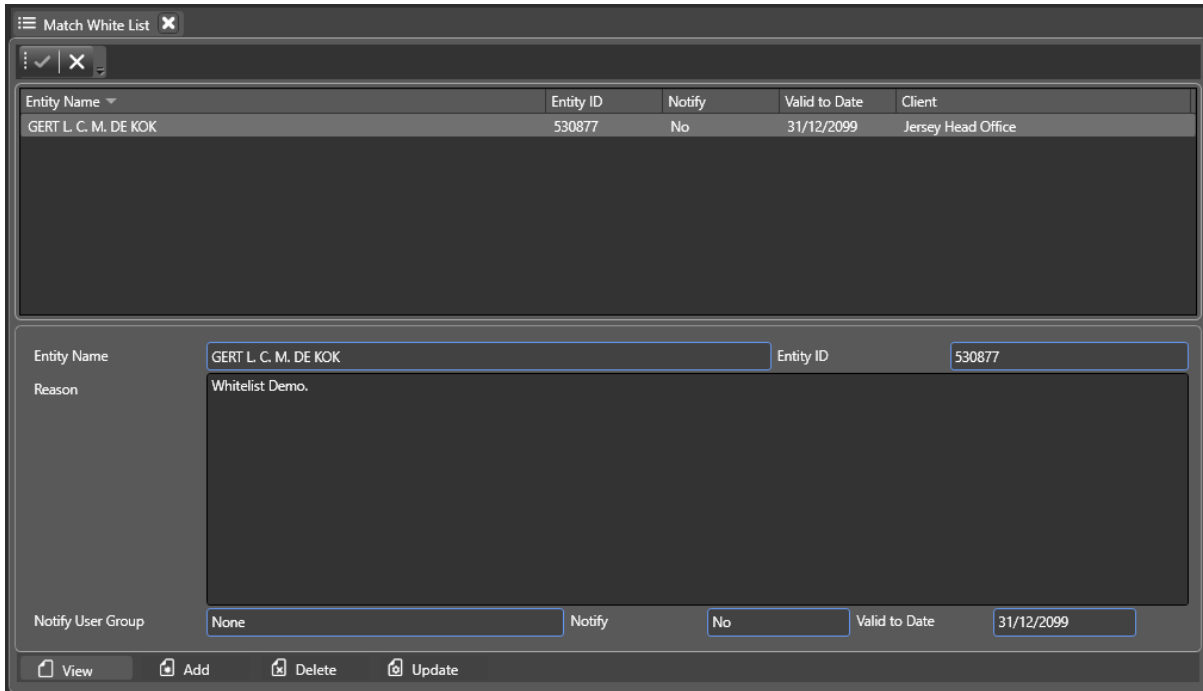 Match White List
Entity Name Entity ID Notify Valid to Date Client
GERT L. C. M. DE KOK 530877 No 31/12/2099 Jersey Head Office
Entity Name GERT L. C. M. DE KOK Entity ID 530877
Reason Whitelist Demo.
Notify User Group None Notify No Valid to Date 31/12/2099
View Add Delete Update